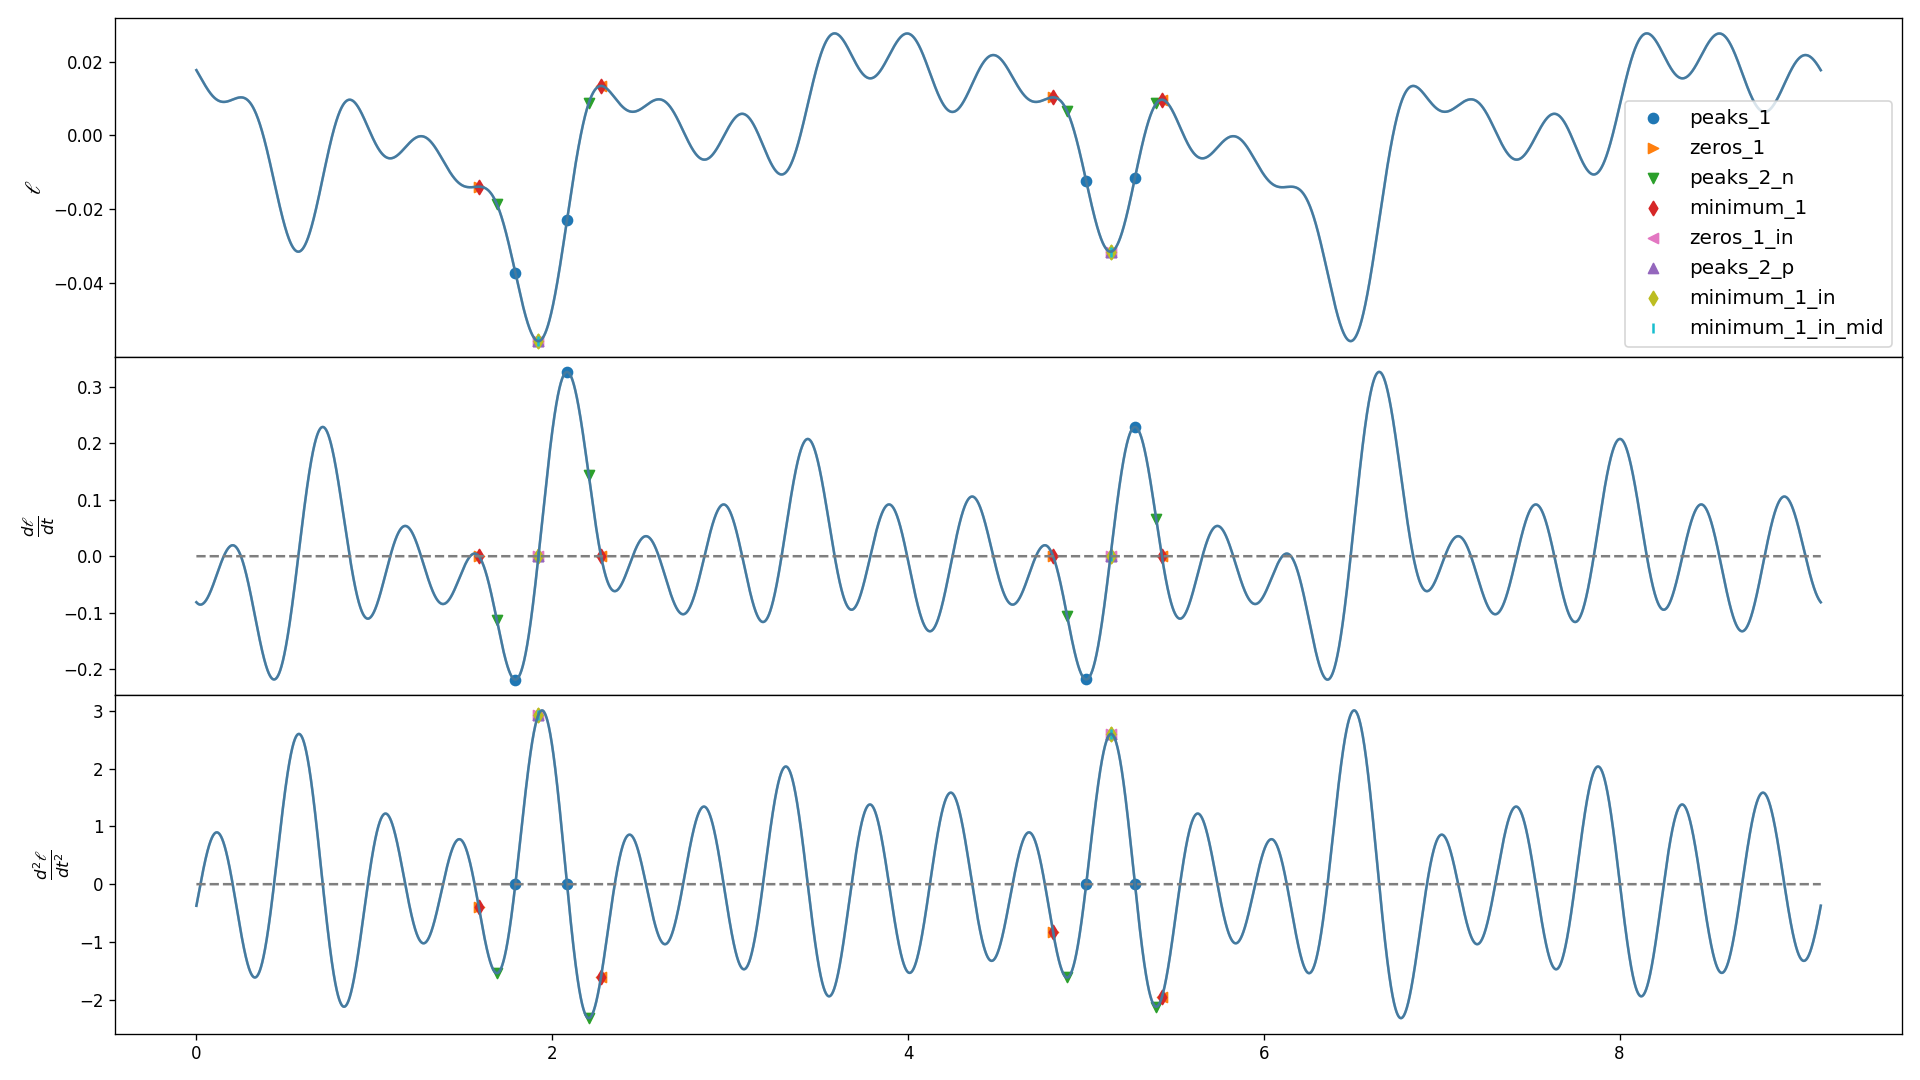 0.02
0.00
−0.02
−0.04
ℓ
peaks_1
zeros_1
peaks_2_n
minimum_1
zeros_1_in
peaks_2_p
minimum_1_in
minimum_1_in_mid
0.3
0.2
0.1
0.0
−0.1
−0.2
dℓ
dt
3
2
1
0
−1
−2
d²ℓ
dt²
0 2 4 6 8